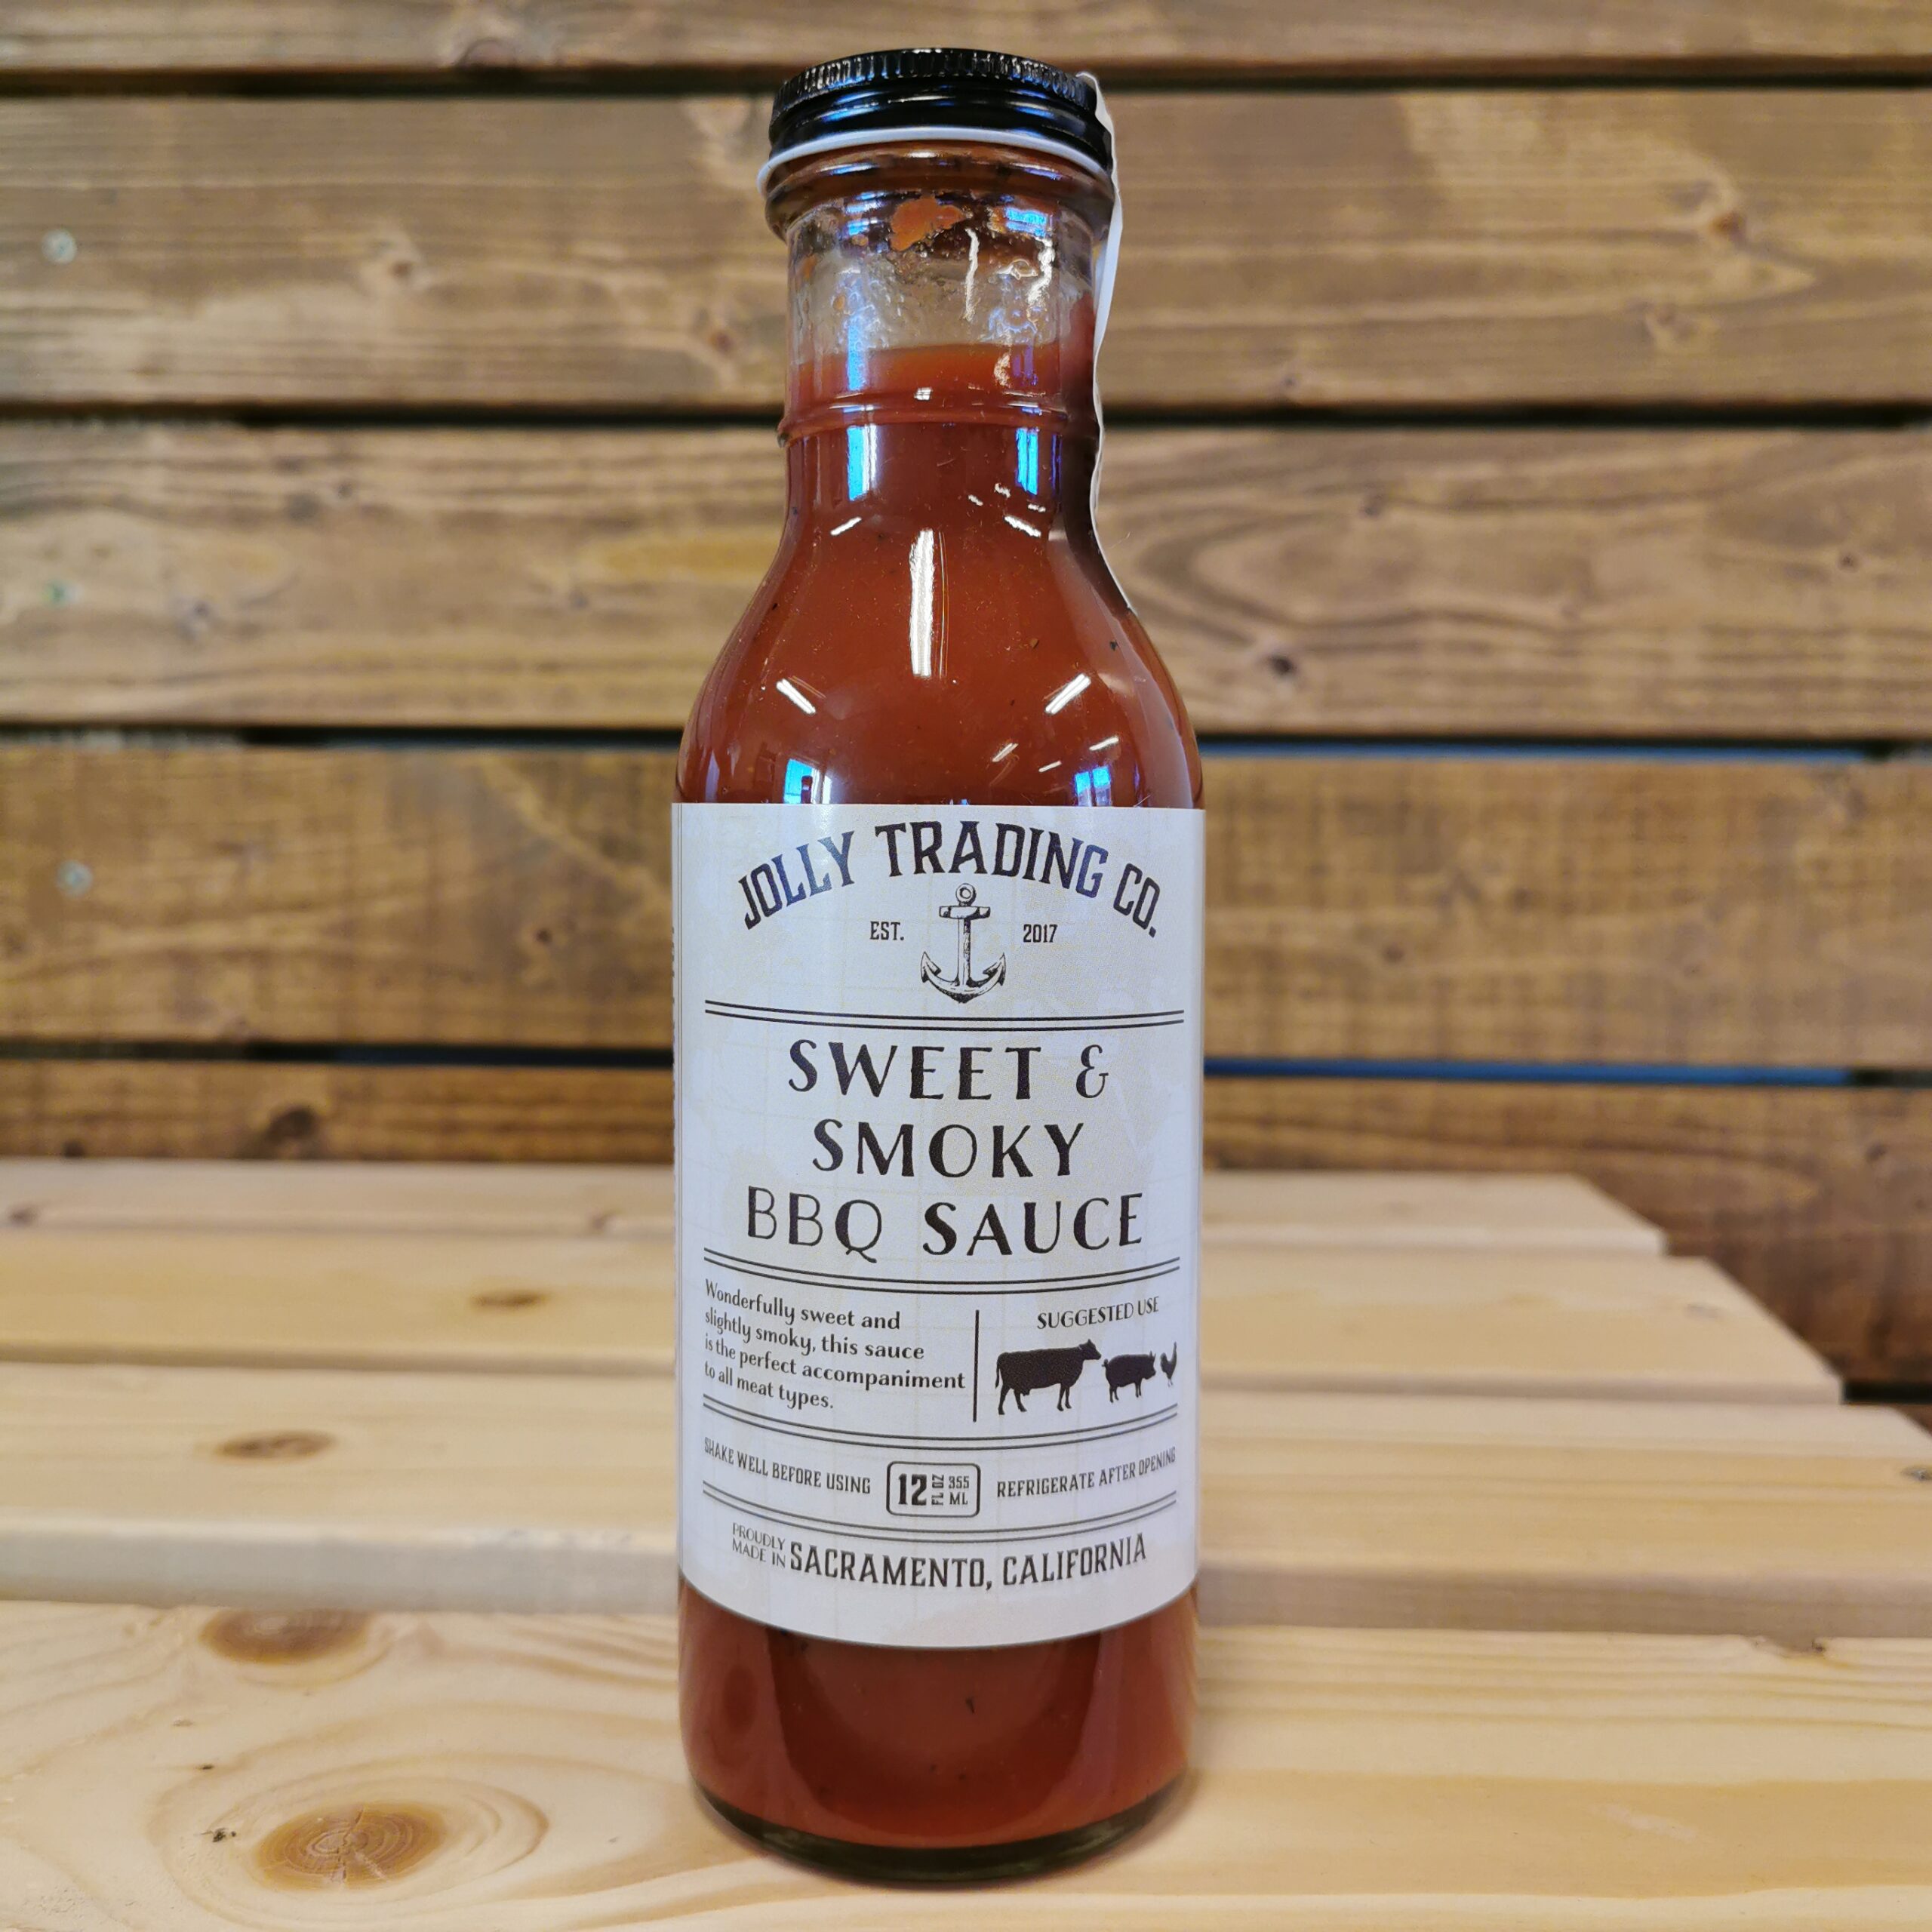 JOLLY TRADING CO.
EST. 2017
SWEET &
SMOKY
BBQ SAUCE
Wonderfully sweet and
slightly smoky, this sauce
is the perfect accompaniment
to all meat types.
SUGGESTED USE
SHAKE WELL BEFORE USING
12 FL OZ 355 ML
REFRIGERATE AFTER OPENING
PROUDLY
MADE IN SACRAMENTO, CALIFORNIA